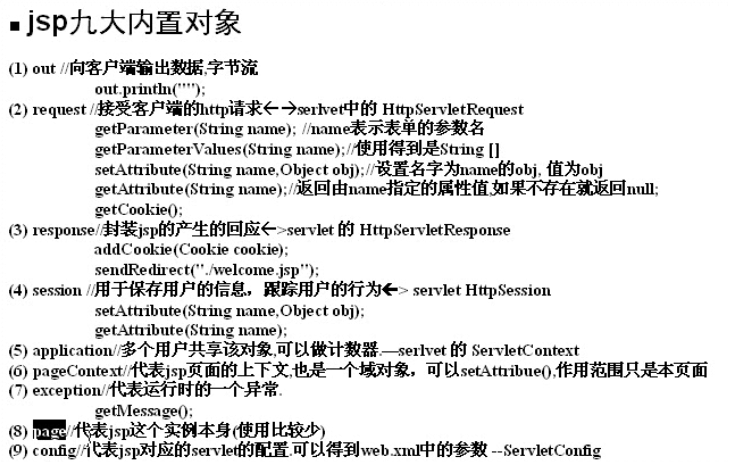 ▪ jsp九大内置对象
(1) out //向客户端输出数据,字节流
out.println("");
(2) request //接受客户端的http请求←→serlvet中的 HttpServletRequest
getParameter(String name); //name表示表单的参数名
getParameterValues(String name);//使用得到是String []
setAttribute(String name,Object obj);//设置名字为name的obj, 值为obj
getAttribute(String name);//返回由name指定的属性值,如果不存在就返回null;
getCookie();
(3) response//封装jsp的产生的回应←>servlet 的 HttpServletResponse
addCookie(Cookie cookie);
sendRedirect("./welcome.jsp");
(4) session //用于保存用户的信息，跟踪用户的行为←> servlet HttpSession
setAttribute(String name,Object obj);
getAttribute(String name);
(5) application//多个用户共享该对象,可以做计数器.—serlvet 的 ServletContext
(6) pageContext//代表jsp页面的上下文,也是一个域对象，可以setAttribue(),作用范围只是本页面
(7) exception//代表运行时的一个异常.
getMessage();
(8) page//代表jsp这个实例本身(使用比较少)
(9) config//代表jsp对应的servlet的配置.可以得到web.xml中的参数 --ServletConfig